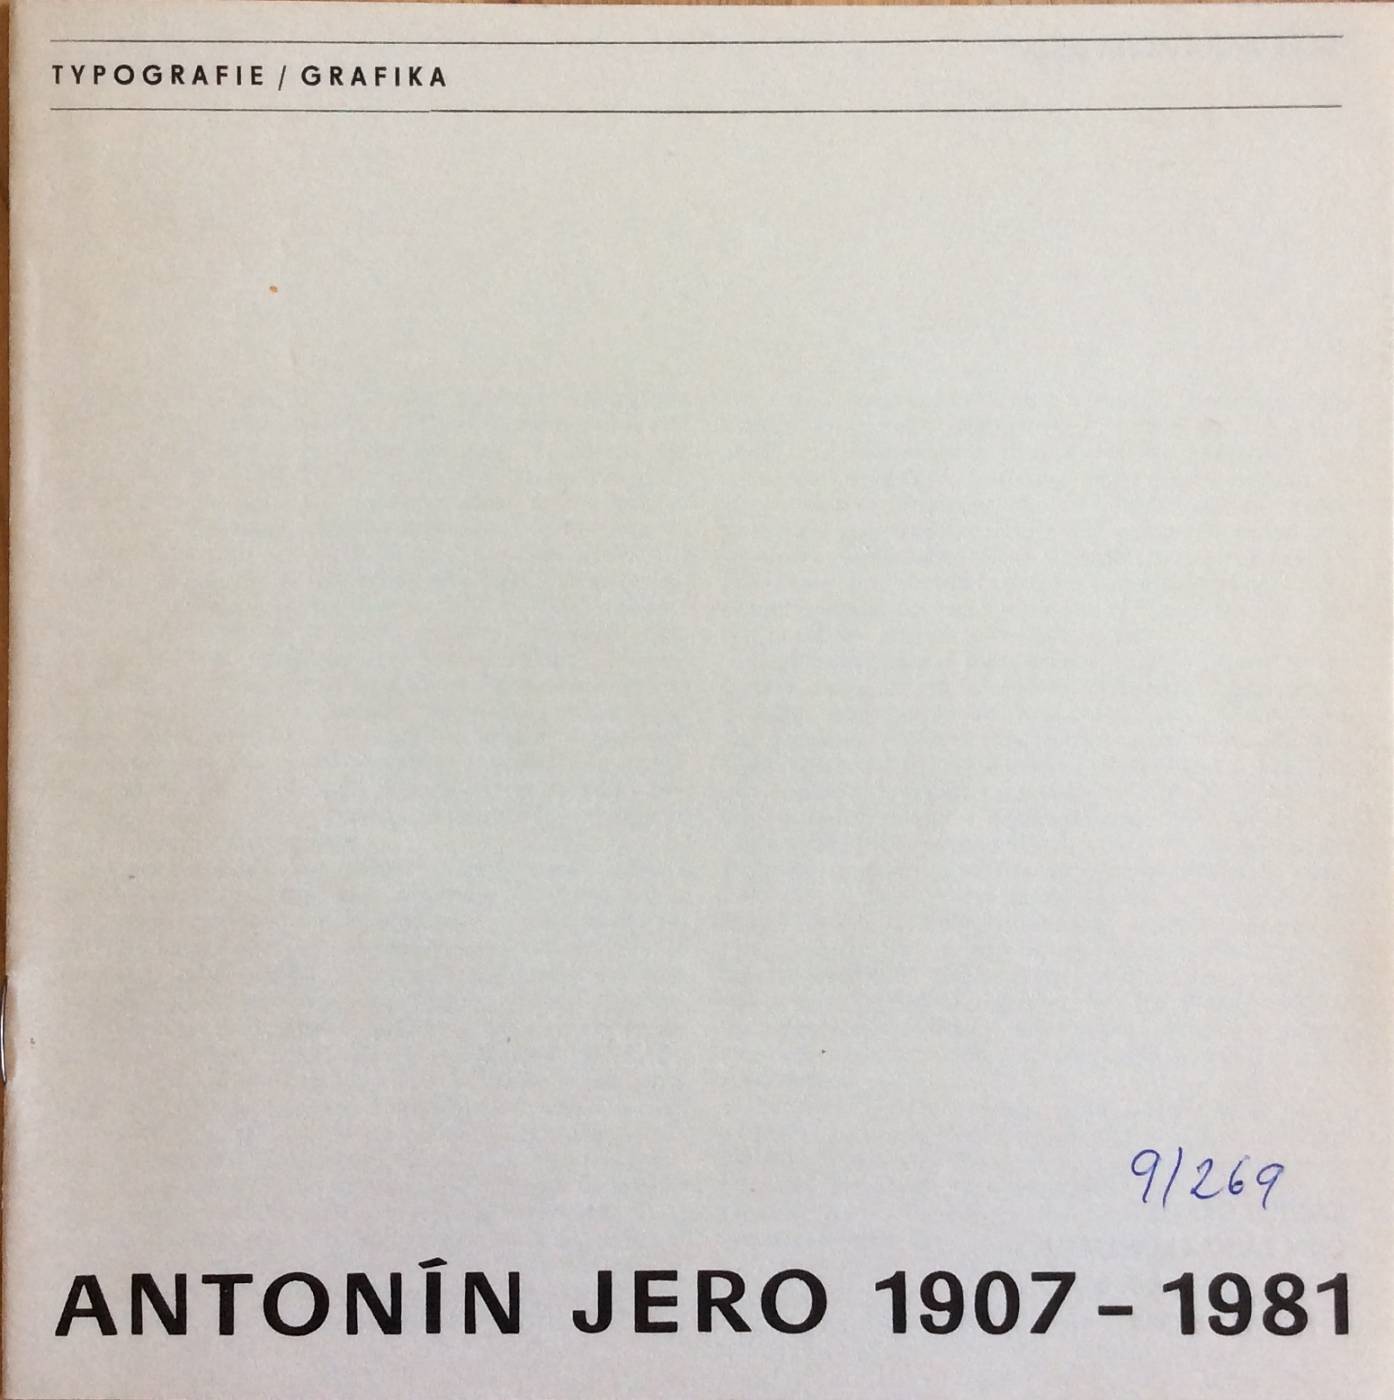 TYPOGRAFIE / GRAFIKA
9/269
ANTONÍN JERO 1907 – 1981